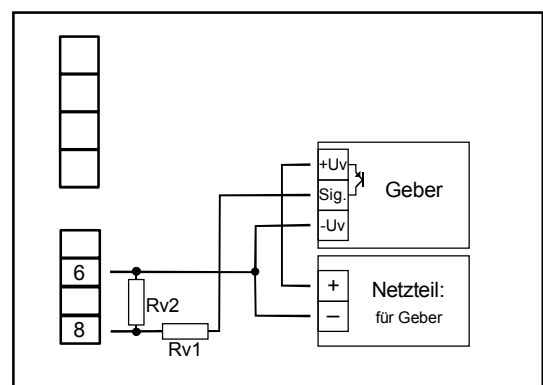 +Uv
Sig.
-Uv
Geber
6
8
Rv2
Rv1
+
–
Netzteil:
für Geber